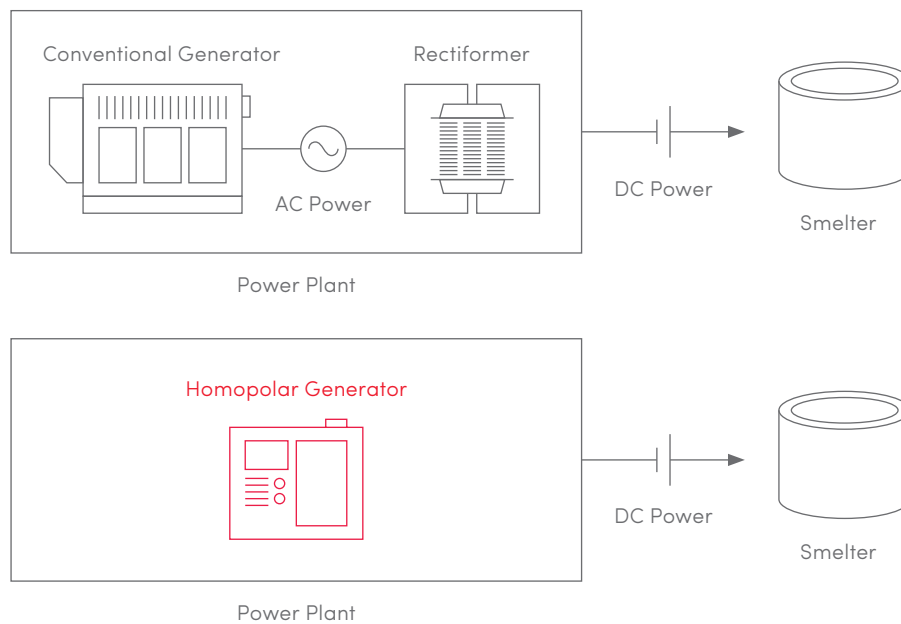 Conventional Generator
Rectiformer
AC Power
DC Power
Smelter
Power Plant
Homopolar Generator
DC Power
Smelter
Power Plant